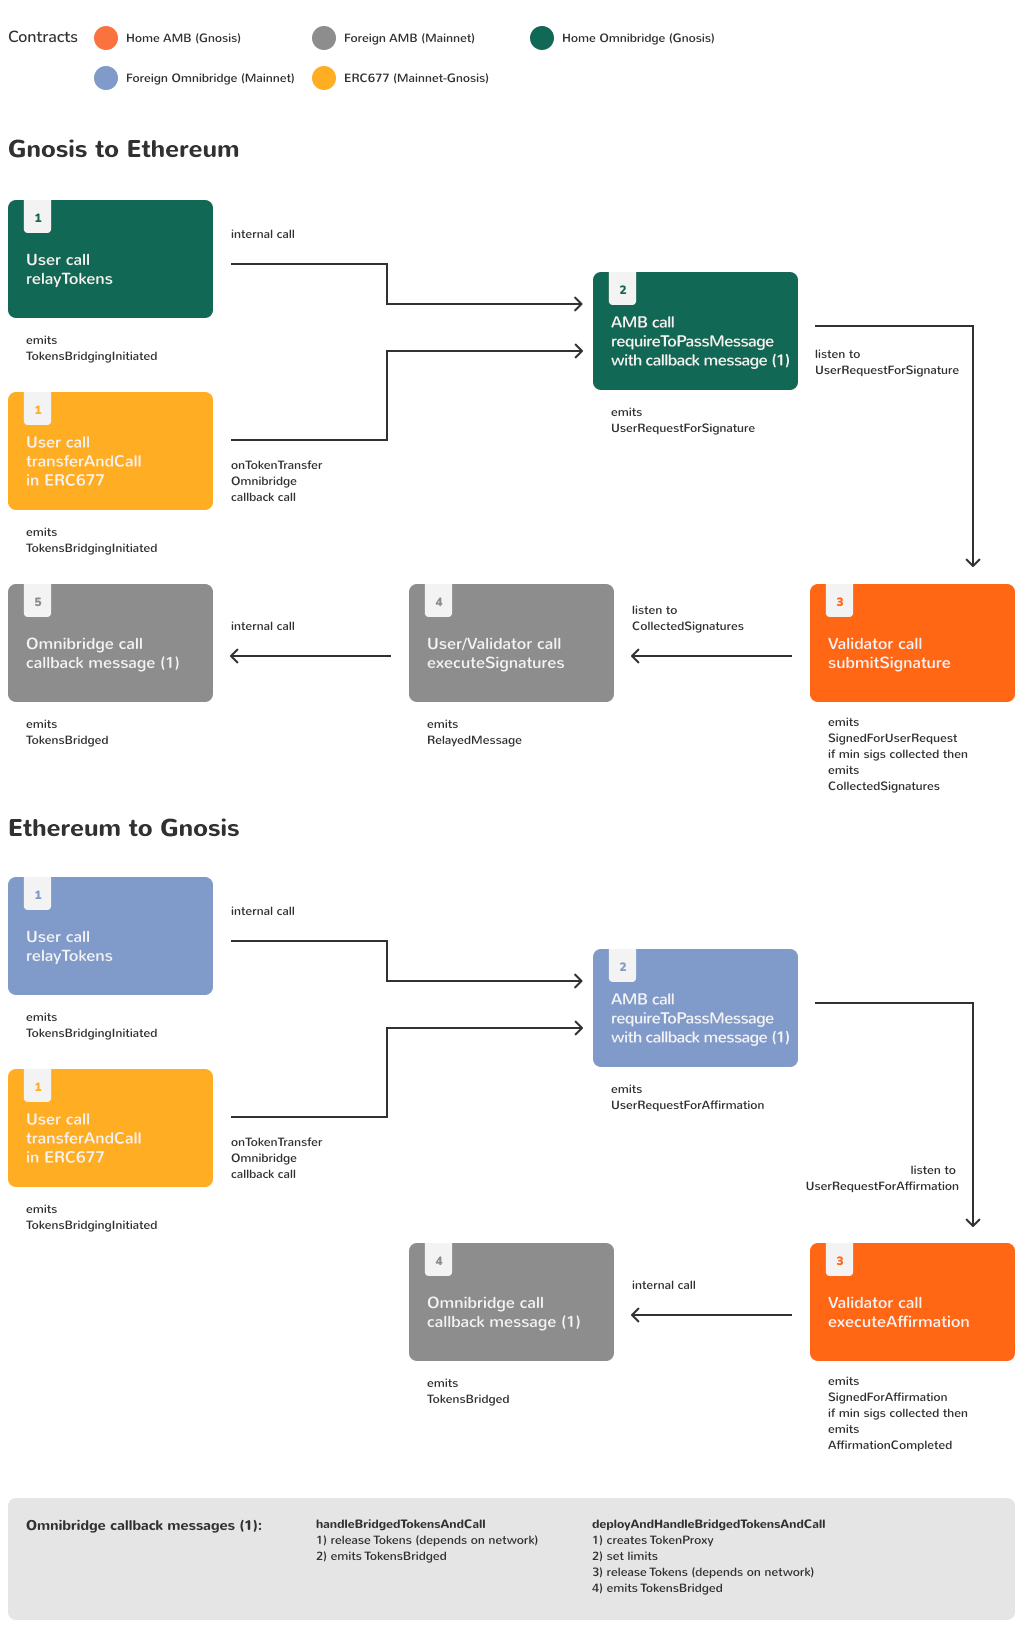 Contracts
Home AMB (Gnosis)
Foreign AMB (Mainnet)
Home Omnibridge (Gnosis)
Foreign Omnibridge (Mainnet)
ERC677 (Mainnet-Gnosis)
Gnosis to Ethereum
1
User call
relayTokens
emits
TokensBridgingInitiated
internal call
1
User call
transferAndCall
in ERC677
emits
TokensBridgingInitiated
onTokenTransfer
Omnibridge
callback call
2
AMB call
requireToPassMessage
with callback message (1)
emits
UserRequestForSignature
listen to
UserRequestForSignature
3
Validator call
submitSignature
emits
SignedForUserRequest
if min sigs collected then
emits
CollectedSignatures
listen to
CollectedSignatures
4
User/Validator call
executeSignatures
emits
RelayedMessage
internal call
5
Omnibridge call
callback message (1)
emits
TokensBridged
Ethereum to Gnosis
1
User call
relayTokens
emits
TokensBridgingInitiated
internal call
1
User call
transferAndCall
in ERC677
emits
TokensBridgingInitiated
onTokenTransfer
Omnibridge
callback call
2
AMB call
requireToPassMessage
with callback message (1)
emits
UserRequestForAffirmation
listen to
UserRequestForAffirmation
3
Validator call
executeAffirmation
emits
SignedForAffirmation
if min sigs collected then
emits
AffirmationCompleted
internal call
4
Omnibridge call
callback message (1)
emits
TokensBridged
Omnibridge callback messages (1):
handleBridgedTokensAndCall
1) release Tokens (depends on network)
2) emits TokensBridged
deployAndHandleBridgedTokensAndCall
1) creates TokenProxy
2) set limits
3) release Tokens (depends on network)
4) emits TokensBridged